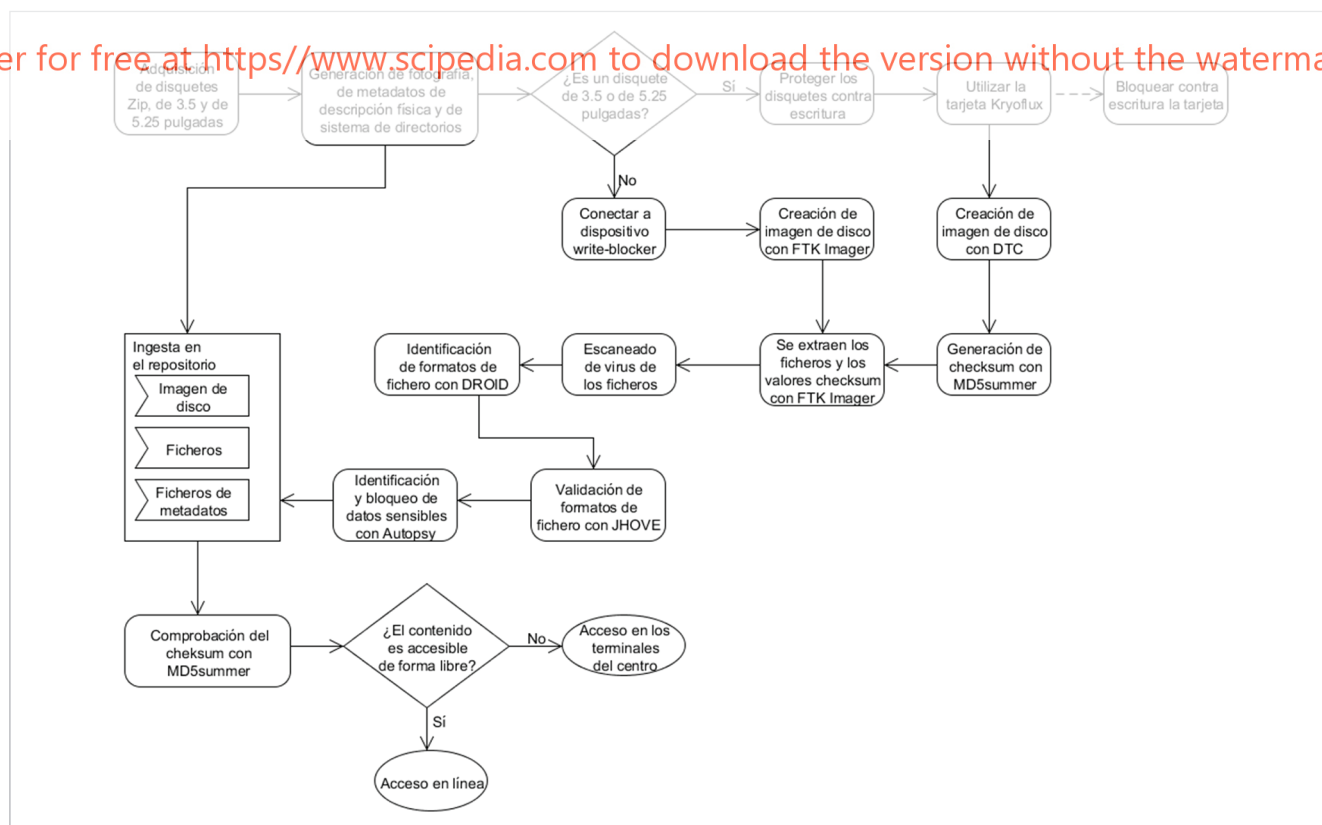 er for free at https//www.scipedia.com to download the version without the waterma
Adquisición
de disquetes
Zip, de 3.5 y de
5.25 pulgadas
Generación de fotografía,
de metadatos de
descripción física y de
sistema de directorios
¿Es un disquete
de 3.5 o de 5.25
pulgadas?
Sí
Proteger los
disquetes contra
escritura
Utilizar la
tarjeta Kryoflux
Bloquear contra
escritura la tarjeta
No
Conectar a
dispositivo
write-blocker
Creación de
imagen de disco
con FTK Imager
Creación de
imagen de disco
con DTC
Ingesta en
el repositorio
Imagen de
disco
Ficheros
Ficheros de
metadatos
Identificación
de formatos de
fichero con DROID
Escaneado
de virus de
los ficheros
Se extraen los
ficheros y los
valores checksum
con FTK Imager
Generación de
checksum con
MD5summer
Identificación
y bloqueo de
datos sensibles
con Autopsy
Validación de
formatos de
fichero con JHOVE
Comprobación del
cheksum con
MD5summer
¿El contenido
es accesible
de forma libre?
No
Acceso en los
terminales
del centro
Sí
Acceso en línea